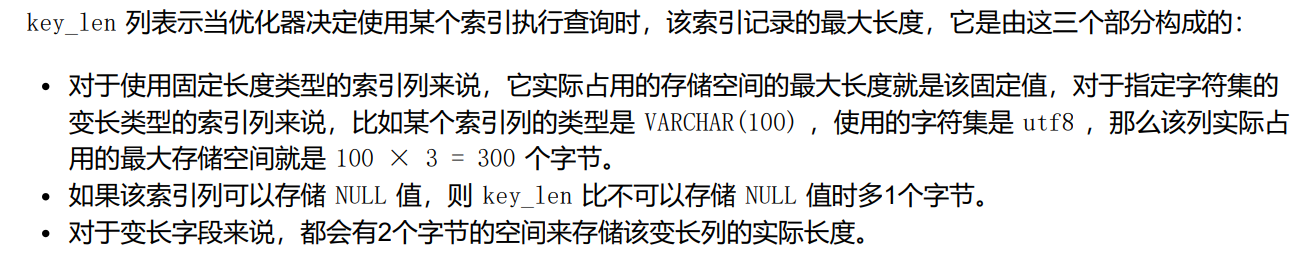 key_len 列表示当优化器决定使用某个索引执行查询时，该索引记录的最大长度，它是由这三个部分构成的：
• 对于使用固定长度类型的索引列来说，它实际占用的存储空间的最大长度就是该固定值，对于指定字符集的
变长类型的索引列来说，比如某个索引列的类型是 VARCHAR(100) ，使用的字符集是 utf8 ，那么该列实际占
用的最大存储空间就是 100 × 3 = 300 个字节。
• 如果该索引列可以存储 NULL 值，则 key_len 比不可以存储 NULL 值时多1个字节。
• 对于变长字段来说，都会有2个字节的空间来存储该变长列的实际长度。